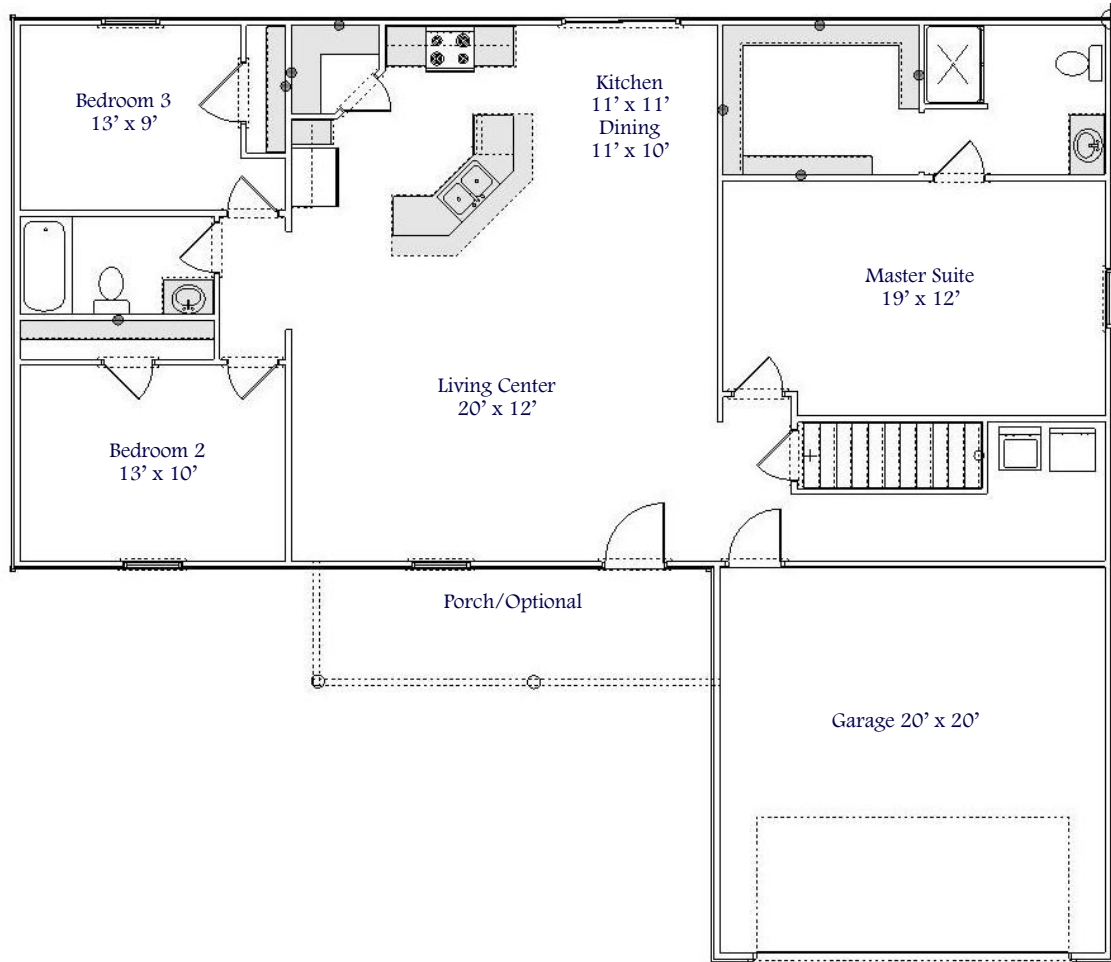 Bedroom 3
13’ x 9’
Kitchen
11’ x 11’
Dining
11’ x 10’
Master Suite
19’ x 12’
Living Center
20’ x 12’
Bedroom 2
13’ x 10’
Porch/Optional
Garage 20’ x 20’